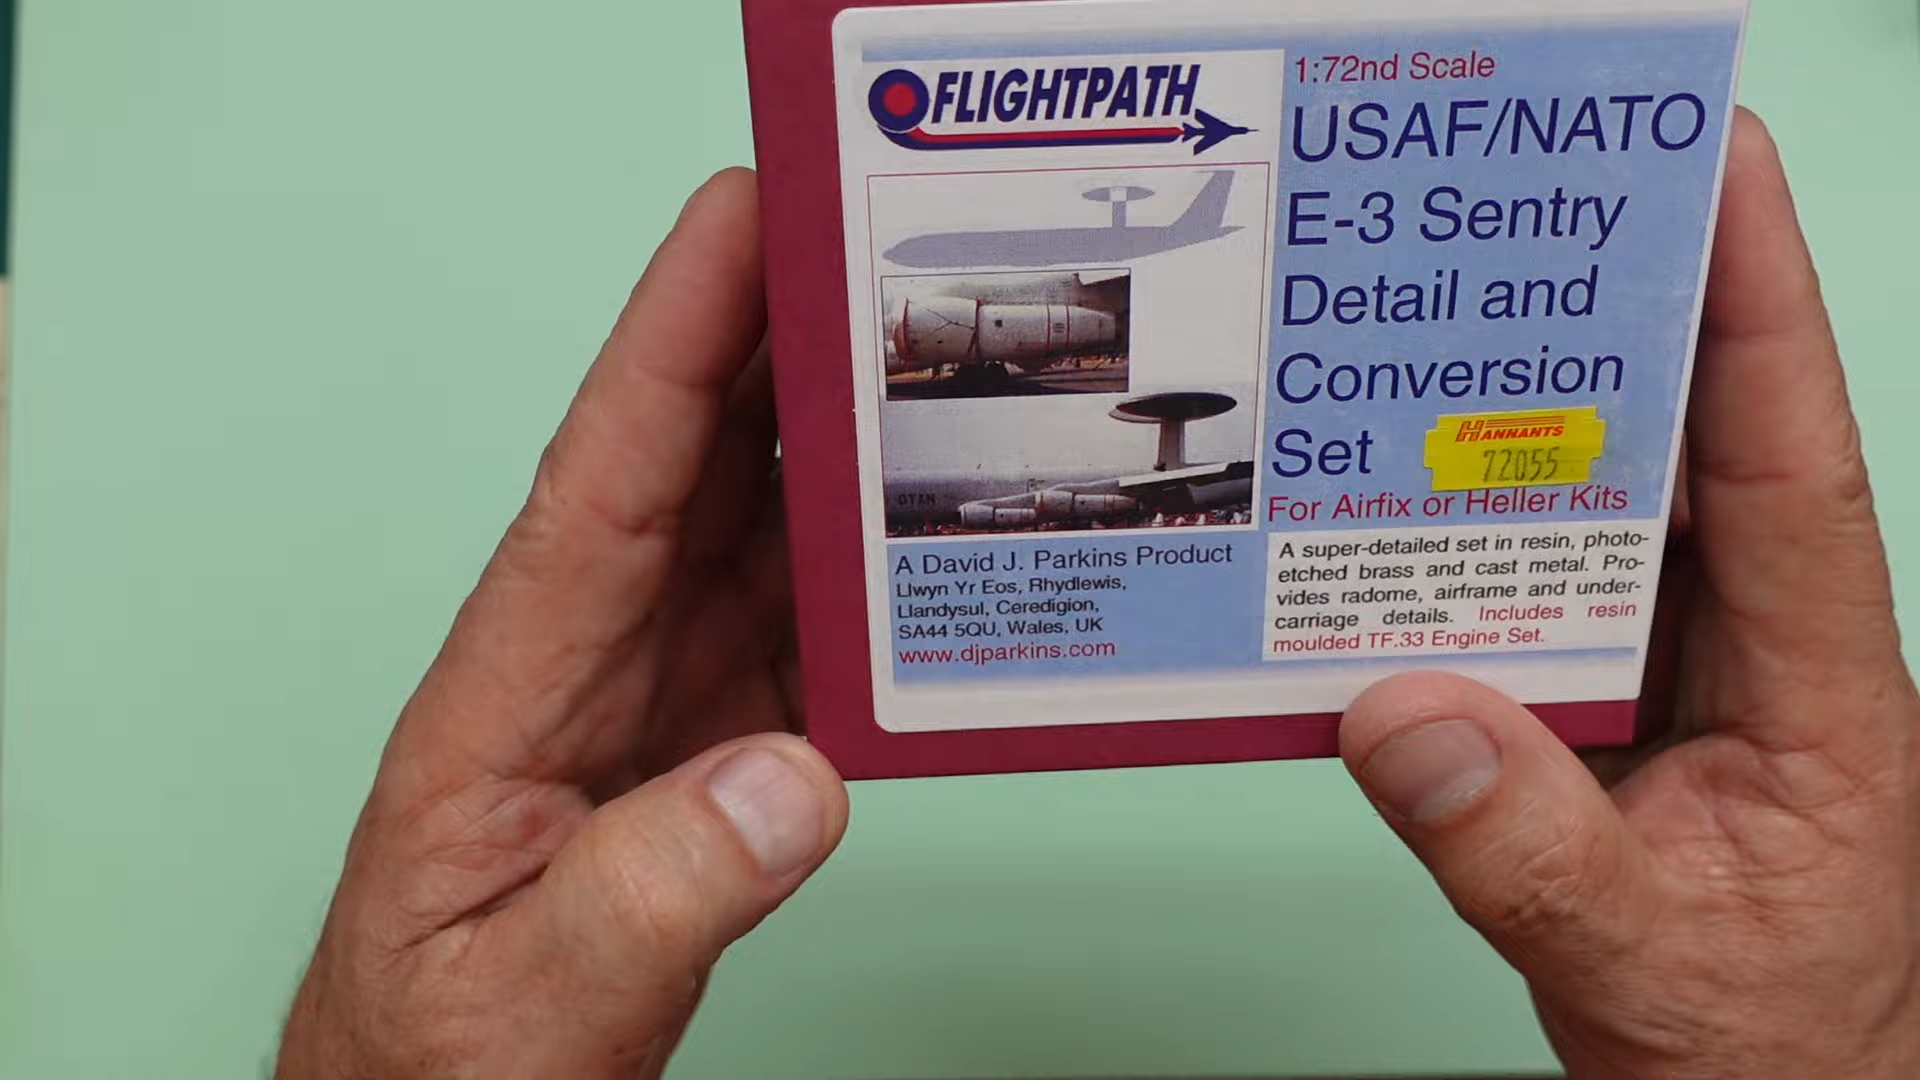 FLIGHTPATH
1:72nd Scale
USAF/NATO
E-3 Sentry
Detail and
Conversion
Set
HANNANTS
72055
For Airfix or Heller Kits
OTAN
A David J. Parkins Product
Llwyn Yr Eos, Rhydlewis,
Llandysul, Ceredigion,
SA44 5QU, Wales, UK
www.djparkins.com
A super-detailed set in resin, photo-
etched brass and cast metal. Pro-
vides radome, airframe and under-
carriage details. Includes resin
moulded TF.33 Engine Set.